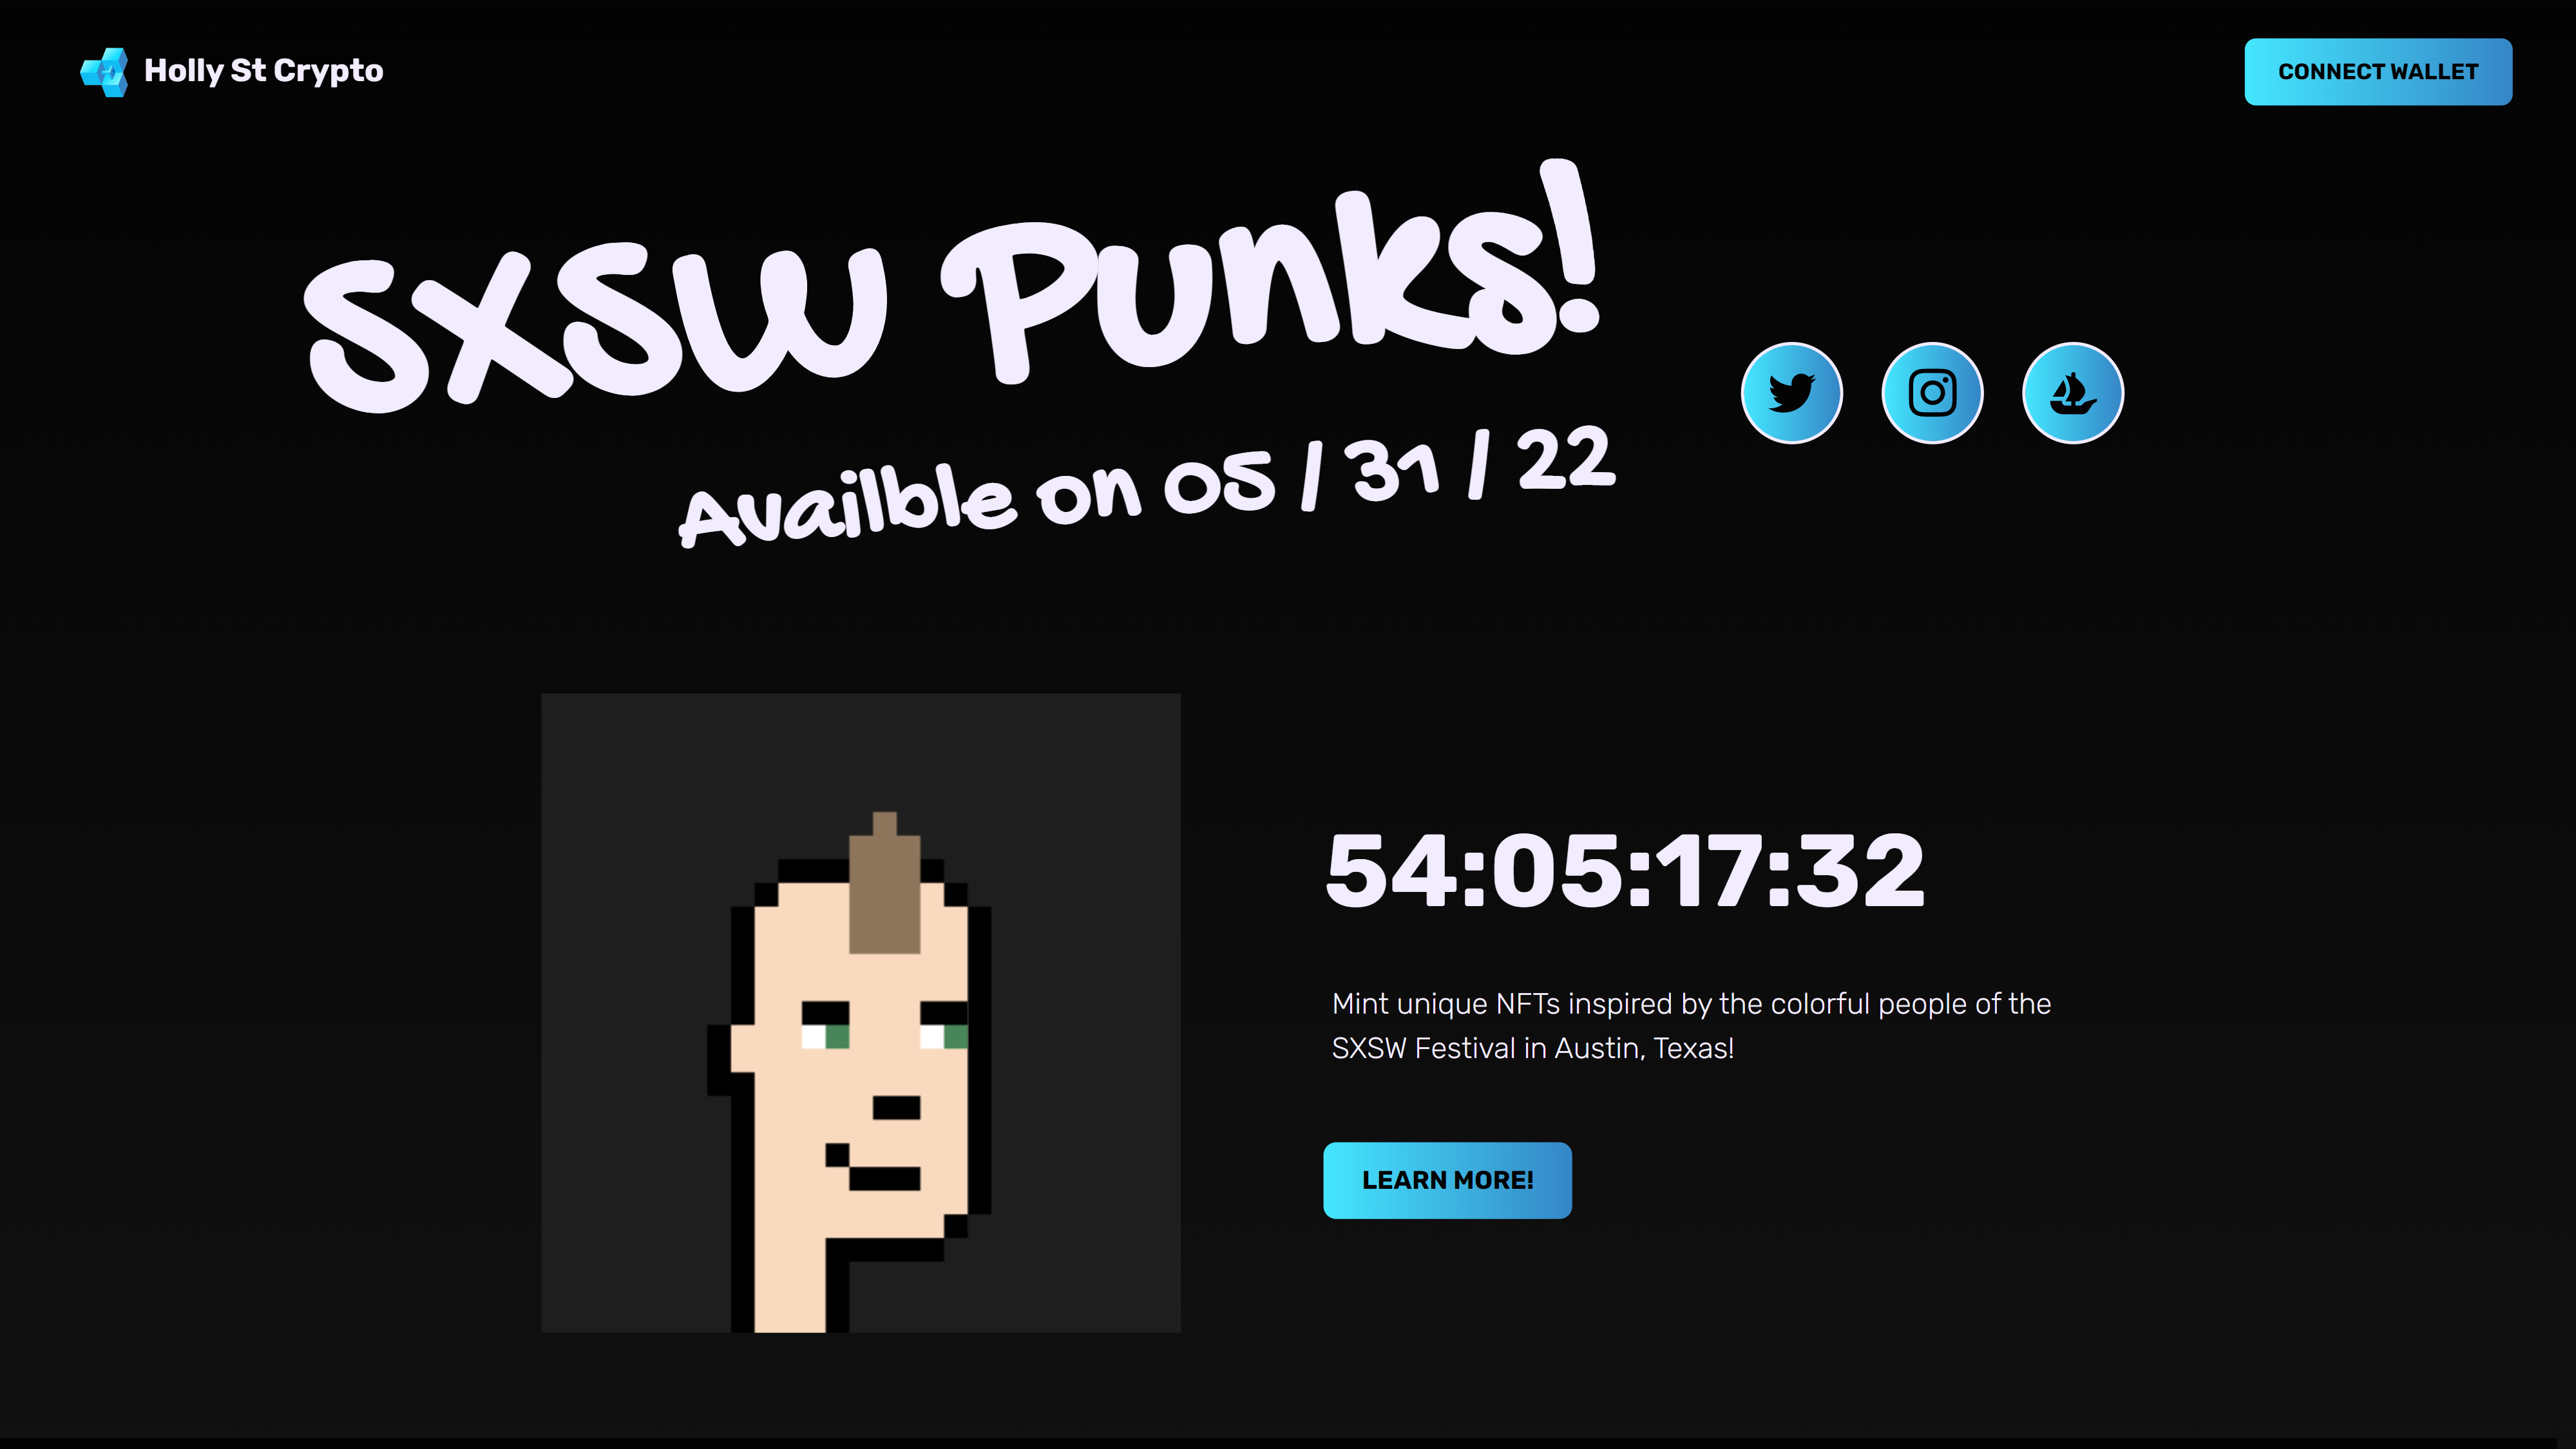 Holly St Crypto
CONNECT WALLET
SXSW Punks!
Availble on 05 / 31 / 22
54:05:17:32
Mint unique NFTs inspired by the colorful people of the
SXSW Festival in Austin, Texas!
LEARN MORE!